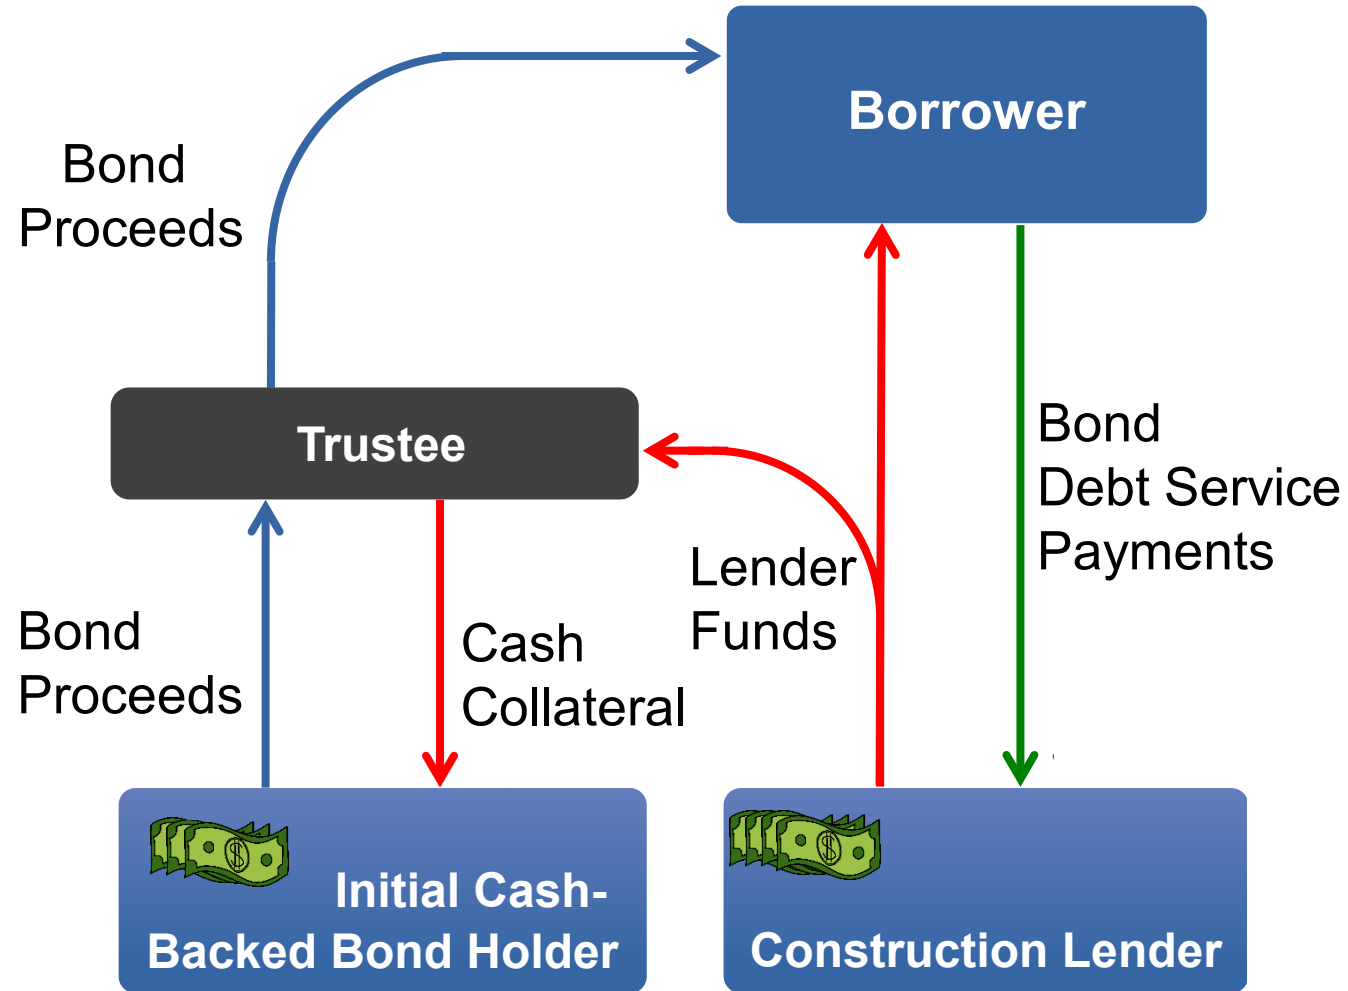 Borrower
Bond
Proceeds
Trustee
Bond
Debt Service
Payments
Lender
Funds
Bond
Proceeds
Cash
Collateral
Initial Cash-
Backed Bond Holder
Construction Lender